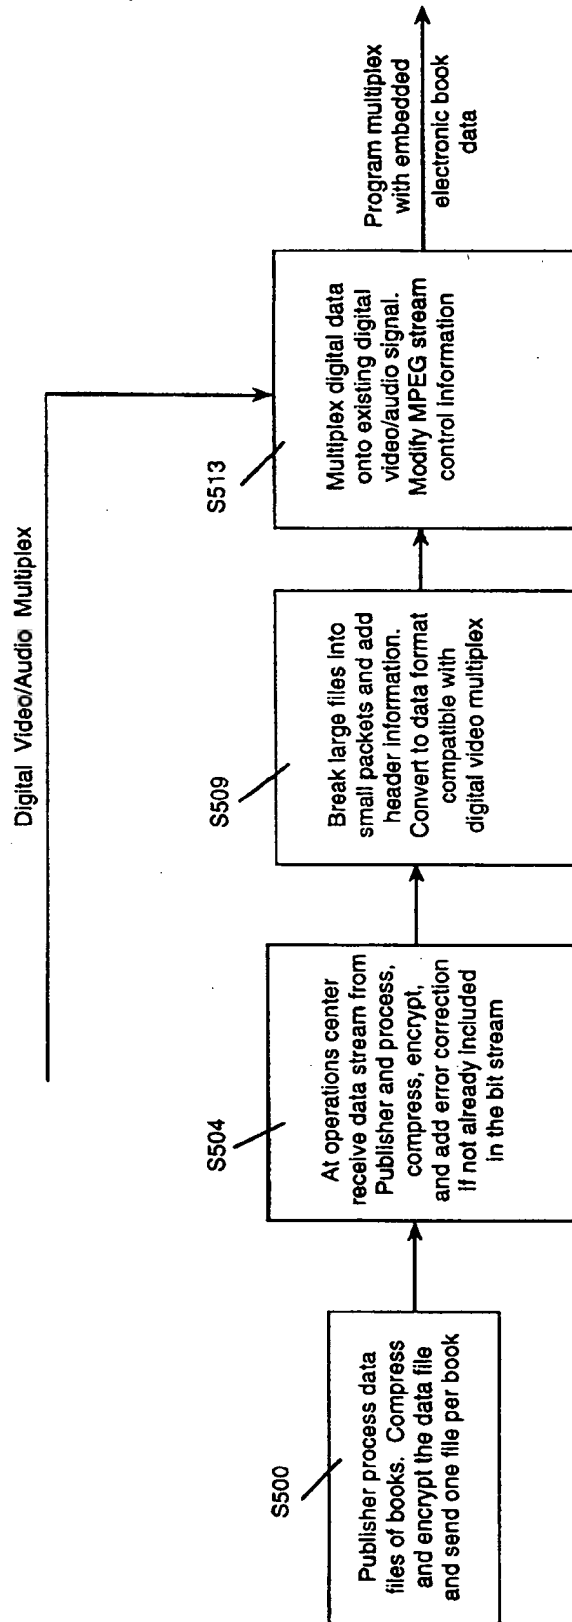 Digital Video/Audio Multiplex
S500
Publisher process data
files of books. Compress
and encrypt the data file
and send one file per book
S504
At operations center
receive data stream from
Publisher and process,
compress, encrypt,
and add error correction
if not already included
in the bit stream
S509
Break large files into
small packets and add
header information.
Convert to data format
compatible with
digital video multiplex
S513
Multiplex digital data
onto existing digital
video/audio signal.
Modify MPEG stream
control information
Program multiplex
with embedded
electronic book
data